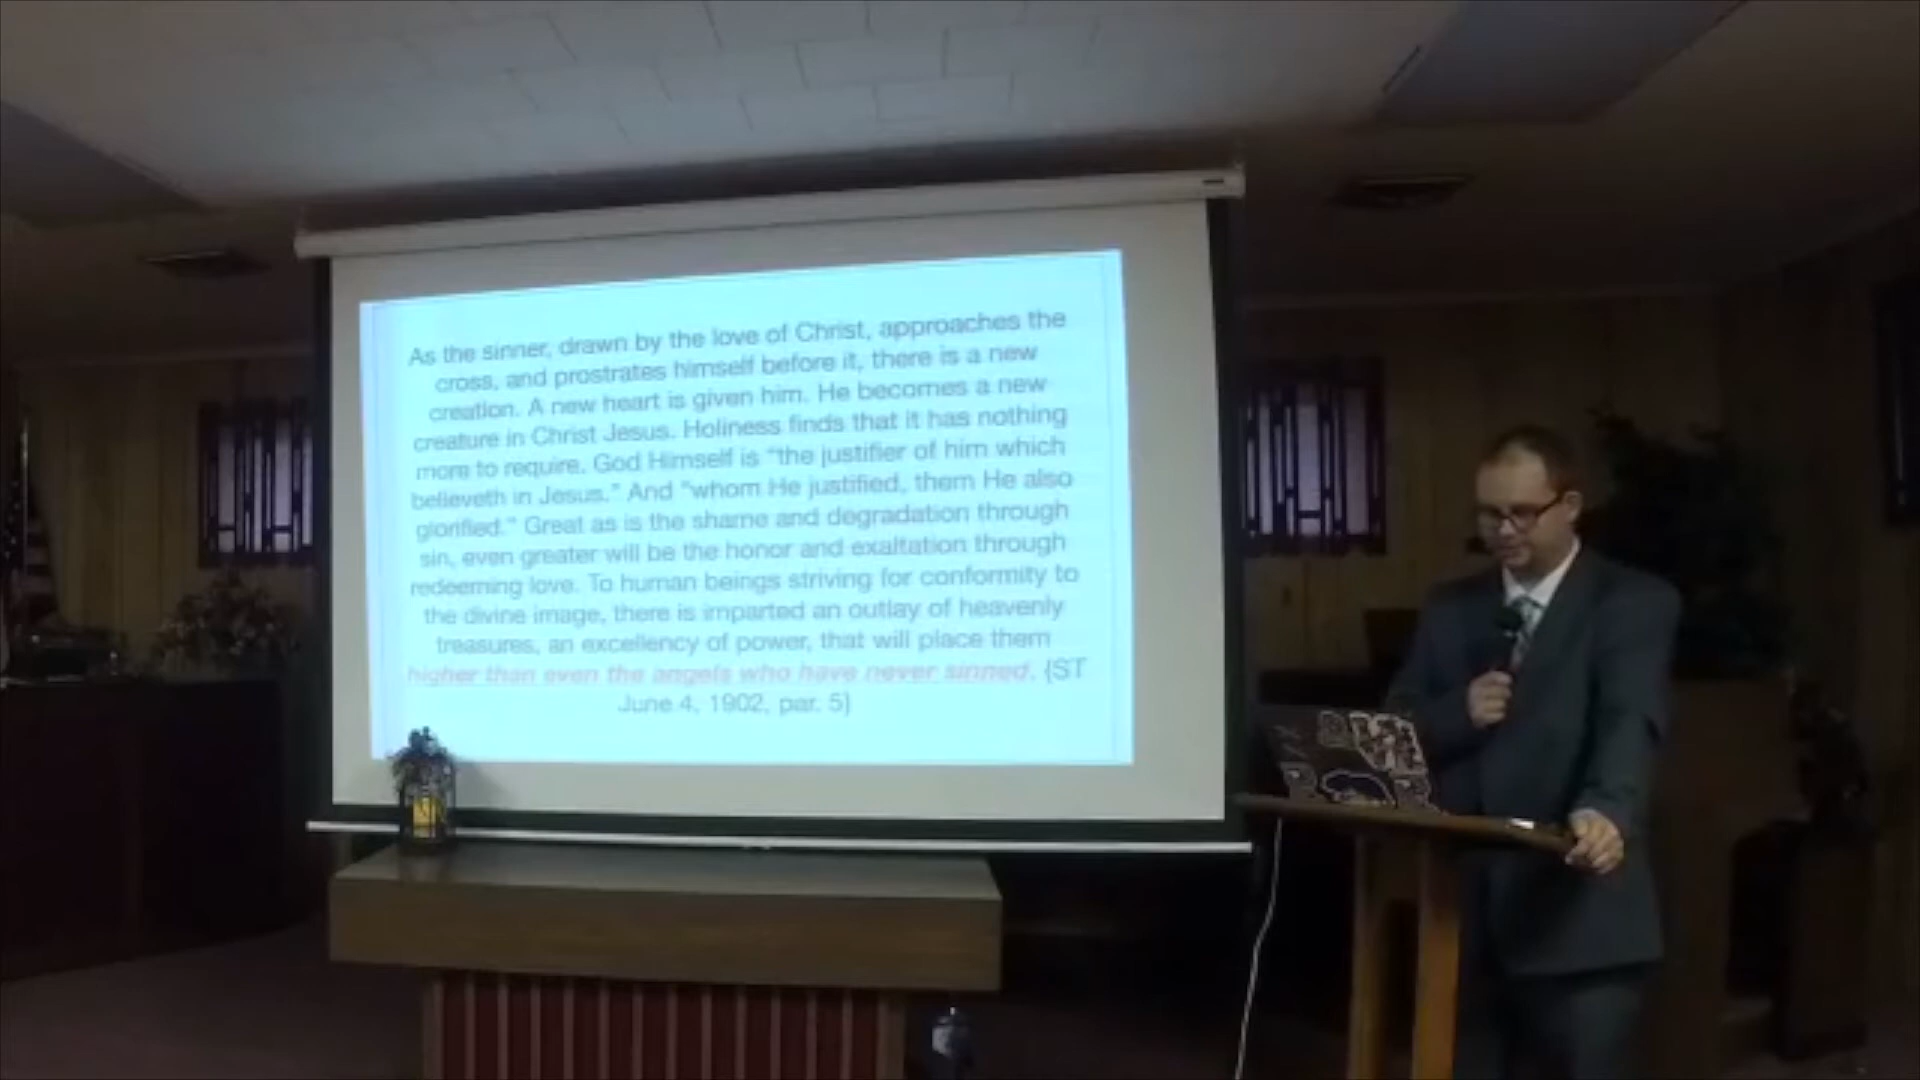 As the sinner, drawn by the love of Christ, approaches the
cross, and prostrates himself before it, there is a new
creation. A new heart is given him. He becomes a new
creature in Christ Jesus. Holiness finds that it has nothing
more to require. God Himself is "the justifier of him which
believeth in Jesus." And "whom He justified, them He also
glorified." Great as is the shame and degradation through
sin, even greater will be the honor and exaltation through
redeeming love. To human beings striving for conformity to
the divine image, there is imparted an outlay of heavenly
treasures, an excellency of power, that will place them
higher than even the angels who have never sinned. {ST
June 4, 1902, par. 5}